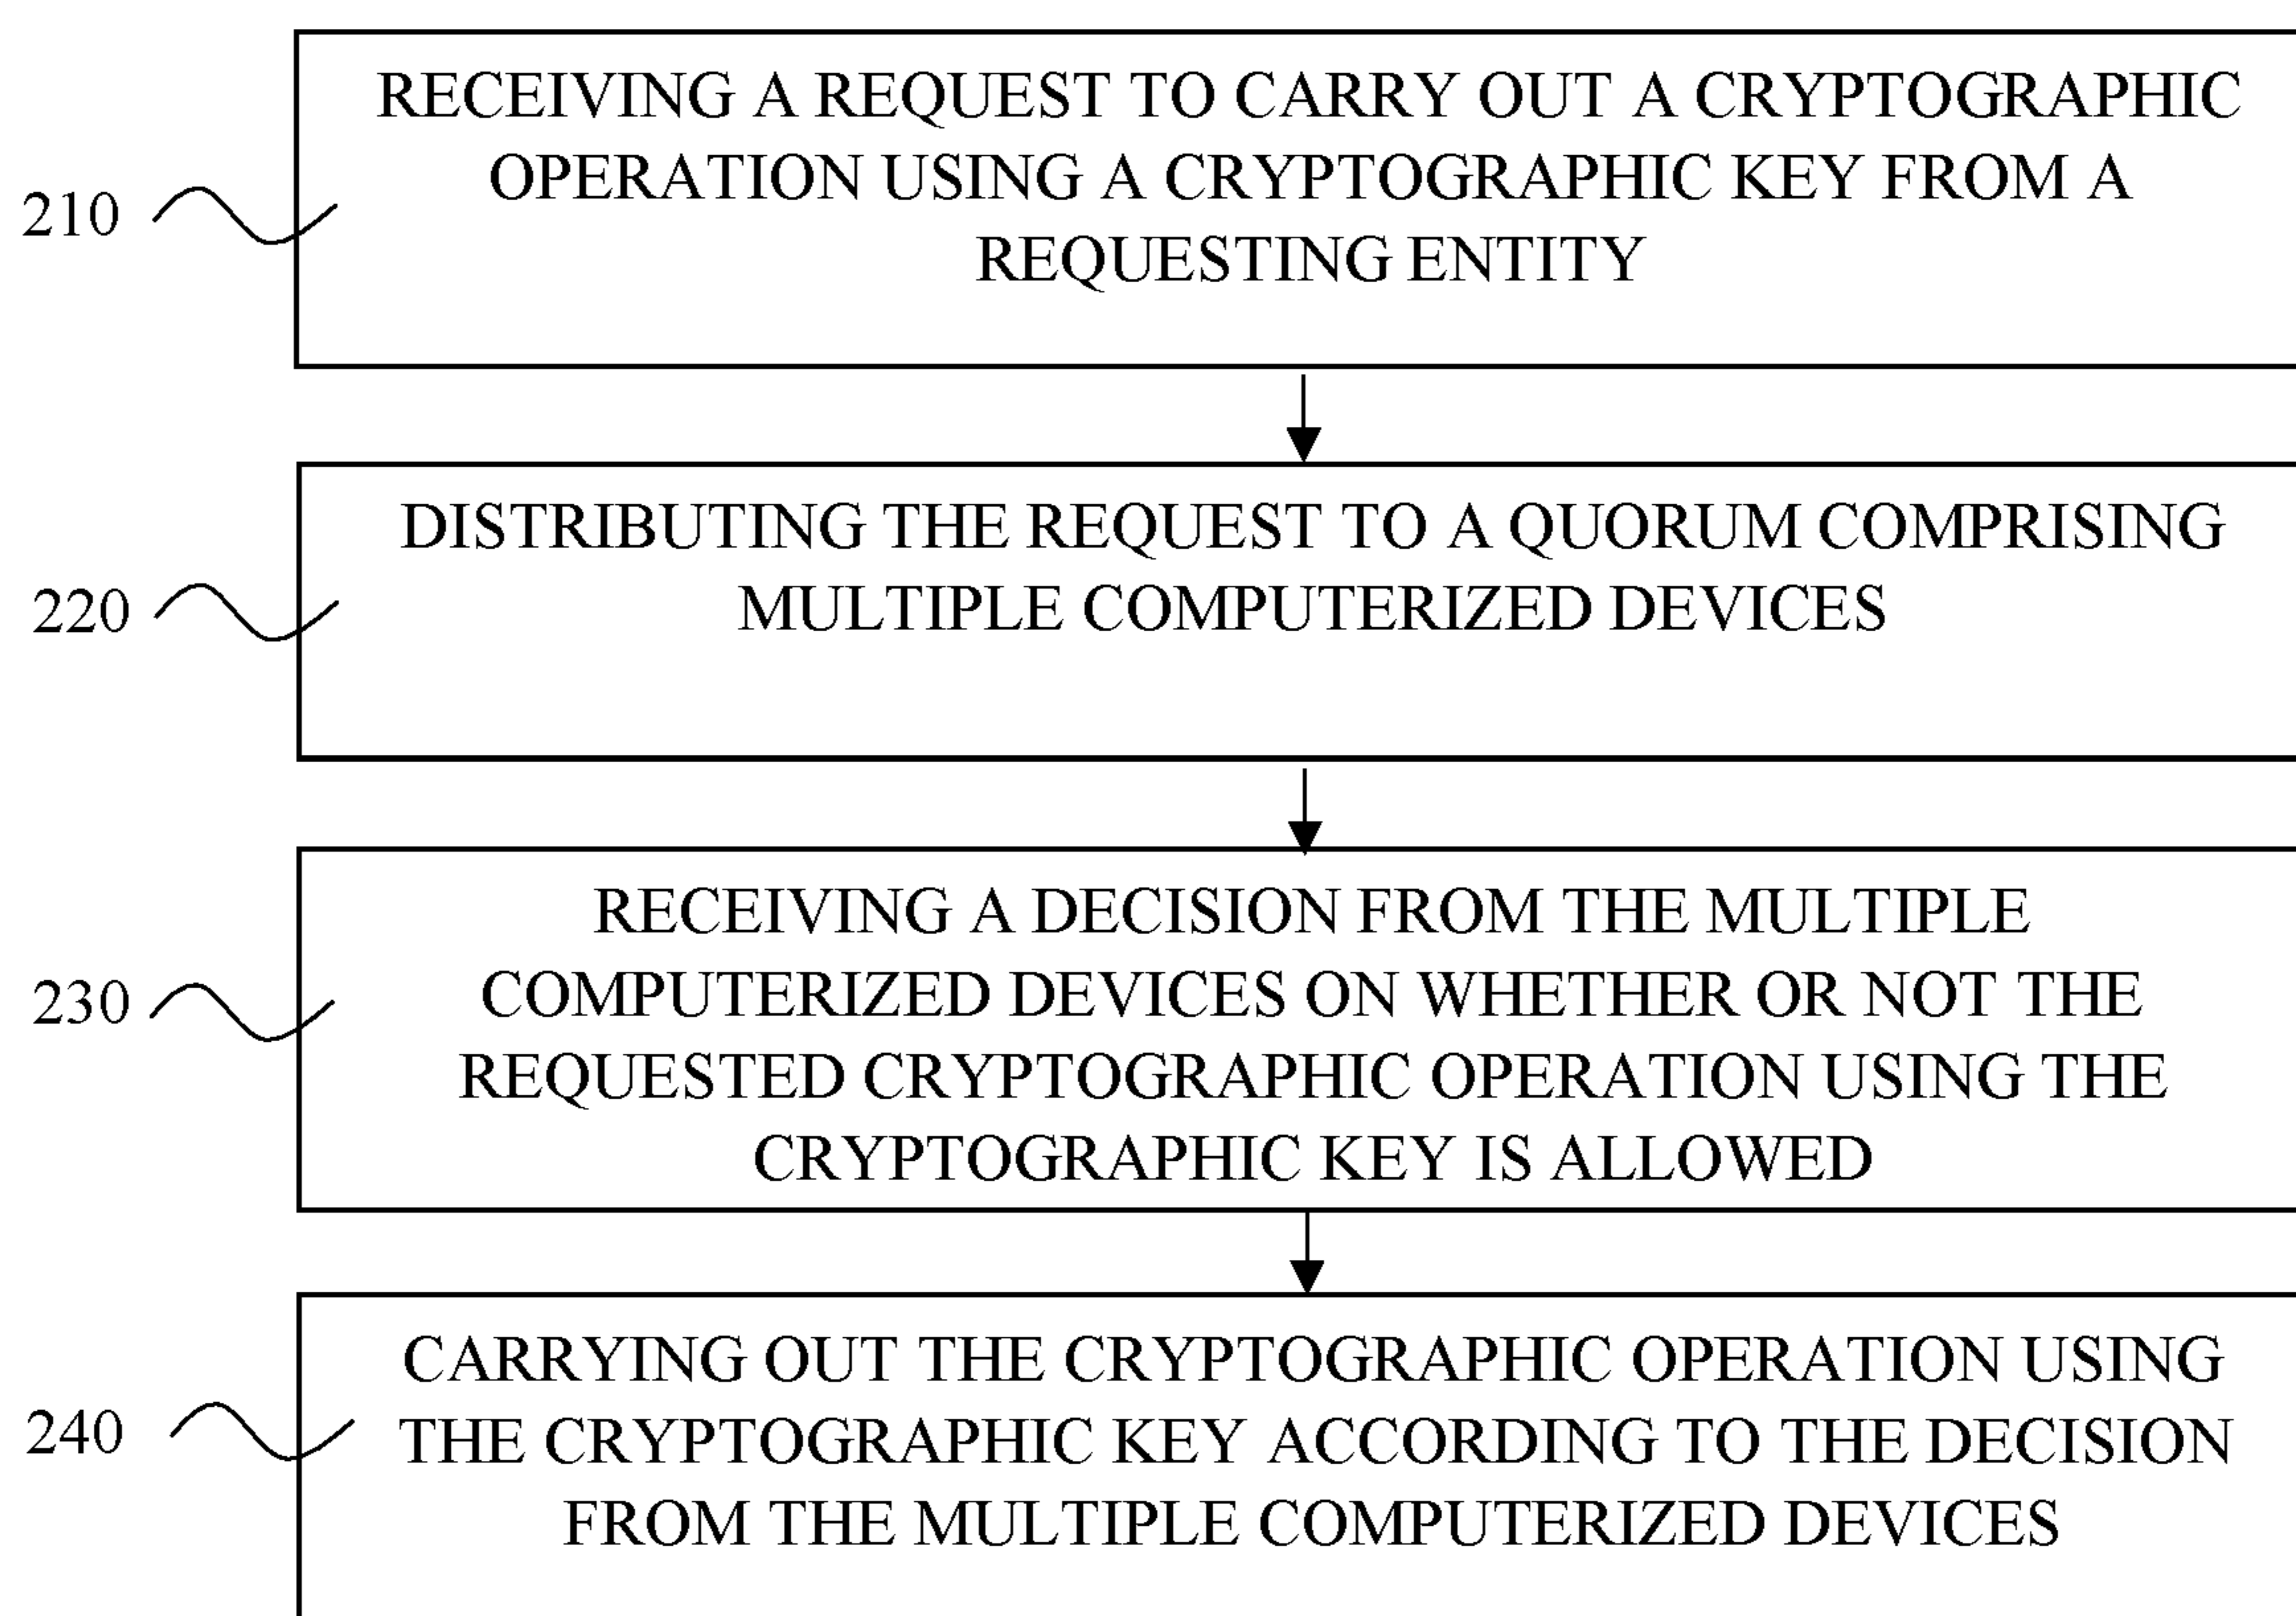 RECEIVING A REQUEST TO CARRY OUT A CRYPTOGRAPHIC
OPERATION USING A CRYPTOGRAPHIC KEY FROM A
REQUESTING ENTITY
210
DISTRIBUTING THE REQUEST TO A QUORUM COMPRISING
MULTIPLE COMPUTERIZED DEVICES
220
RECEIVING A DECISION FROM THE MULTIPLE
COMPUTERIZED DEVICES ON WHETHER OR NOT THE
REQUESTED CRYPTOGRAPHIC OPERATION USING THE
CRYPTOGRAPHIC KEY IS ALLOWED
230
CARRYING OUT THE CRYPTOGRAPHIC OPERATION USING
THE CRYPTOGRAPHIC KEY ACCORDING TO THE DECISION
FROM THE MULTIPLE COMPUTERIZED DEVICES
240